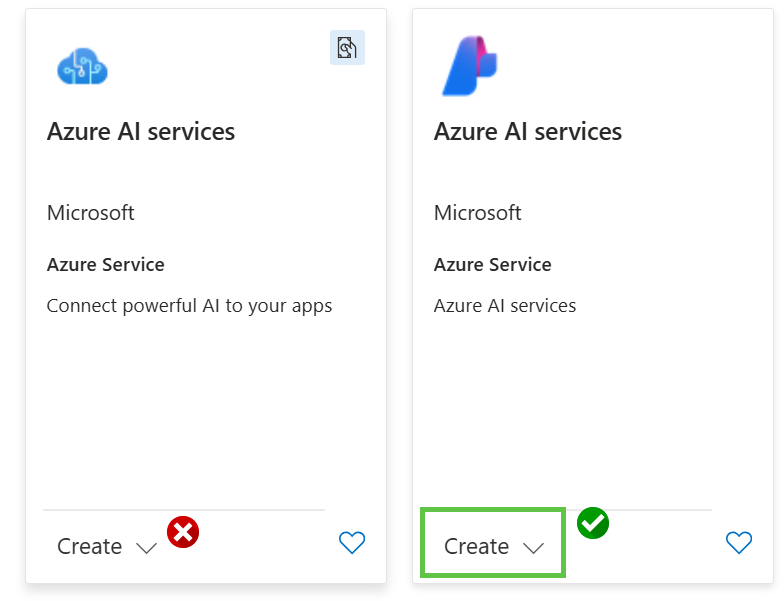 Azure AI services
Microsoft
Azure Service
Connect powerful AI to your apps
Create
Azure AI services
Microsoft
Azure Service
Azure AI services
Create